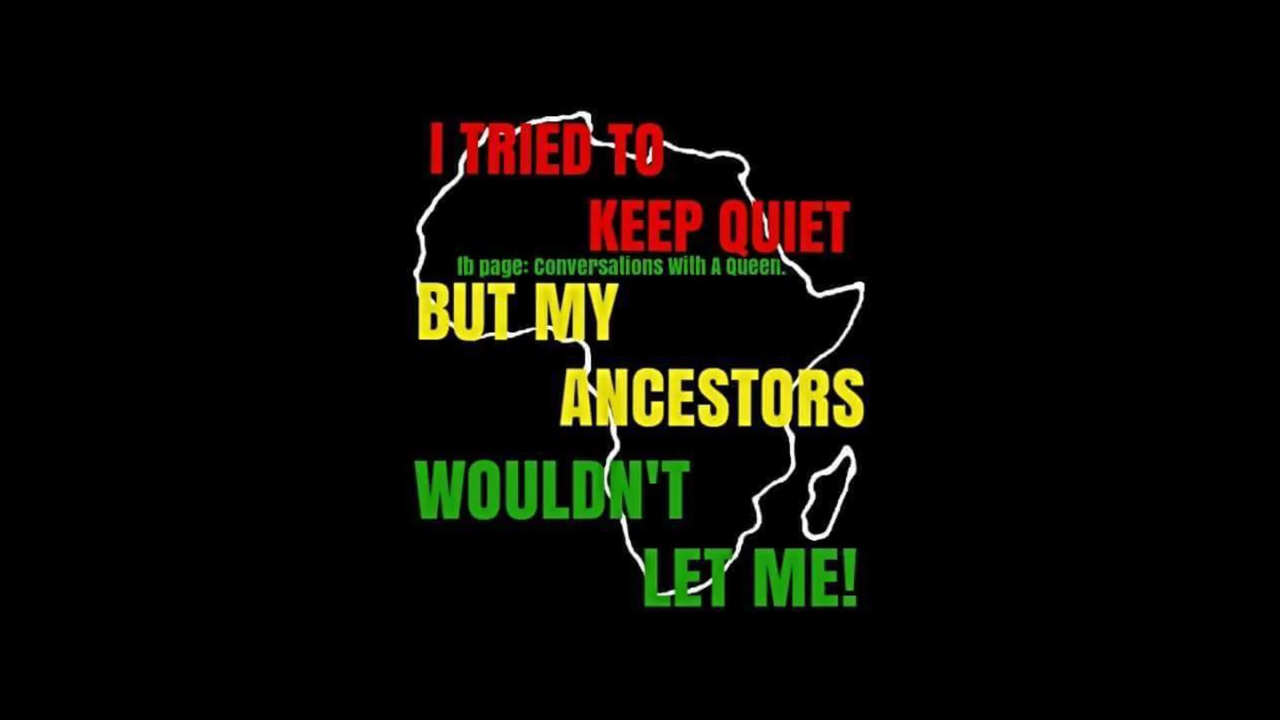 I TRIED TO
KEEP QUIET
fb page: Conversations With A Queen.
BUT MY
ANCESTORS
WOULDN'T
LET ME!